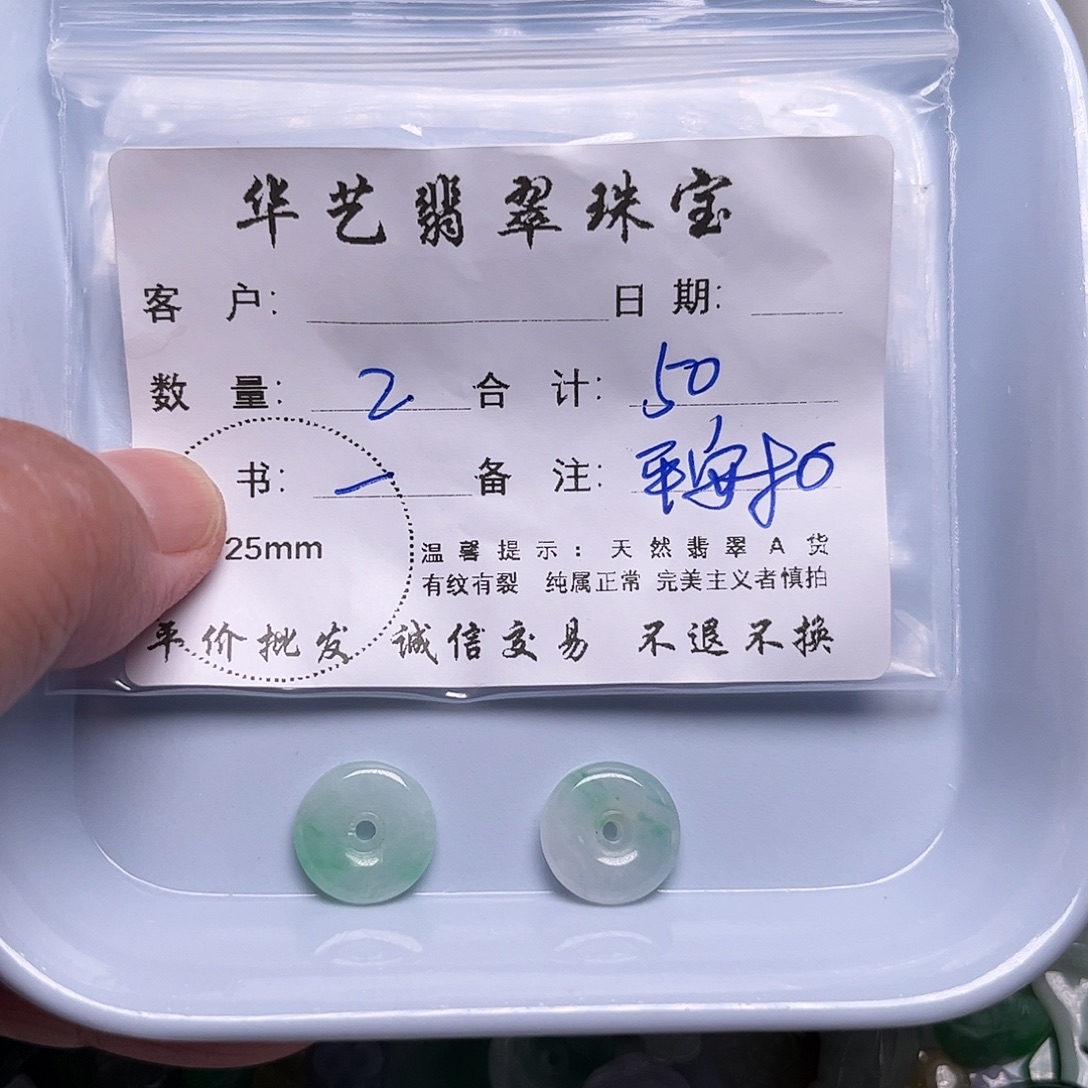 华艺翡翠珠宝
客 户: 日 期:
数 量: 2 合 计: 50
书: 一 备 注: 平安扣
25mm
温馨提示: 天然翡翠A货
有纹有裂 纯属正常 完美主义者慎拍
平价批发 诚信交易 不退不换